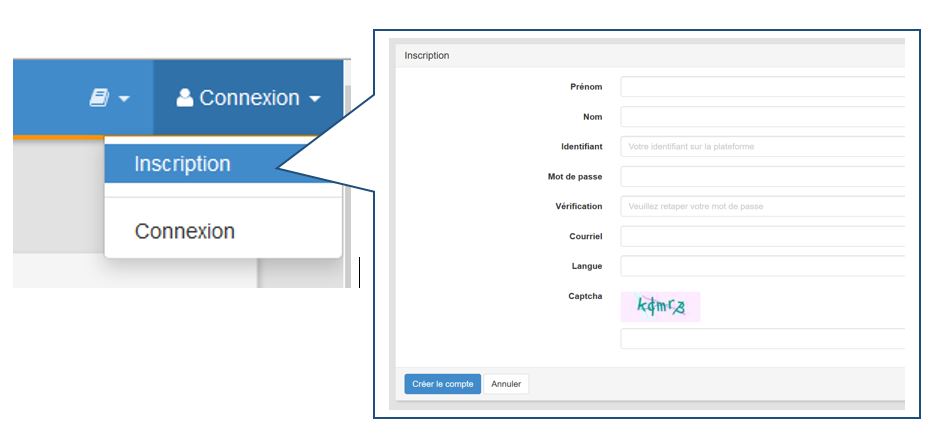 Connexion
Inscription
Connexion
Inscription
Prénom
Nom
Identifiant Votre identifiant sur la plateforme
Mot de passe
Vérification Veuillez retaper votre mot de passe
Courriel
Langue
Captcha
Créer le compte Annuler